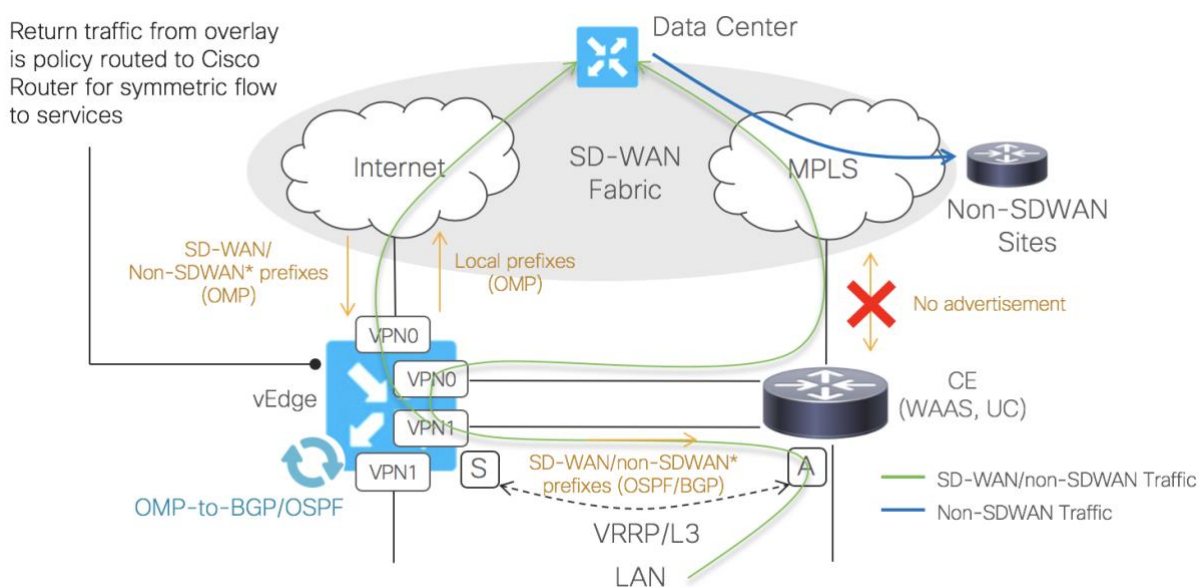 Return traffic from overlay
is policy routed to Cisco
Router for symmetric flow
to services
Data Center
Internet
SD-WAN
Fabric
MPLS
Non-SDWAN
Sites
SD-WAN/
Non-SDWAN* prefixes
(OMP)
Local prefixes
(OMP)
No advertisement
VPN0
VPN0
vEdge
CE
(WAAS, UC)
VPN1
VPN1
S
SD-WAN/non-SDWAN*
prefixes (OSPF/BGP)
A
OMP-to-BGP/OSPF
VRRP/L3
LAN
SD-WAN/non-SDWAN Traffic
Non-SDWAN Traffic